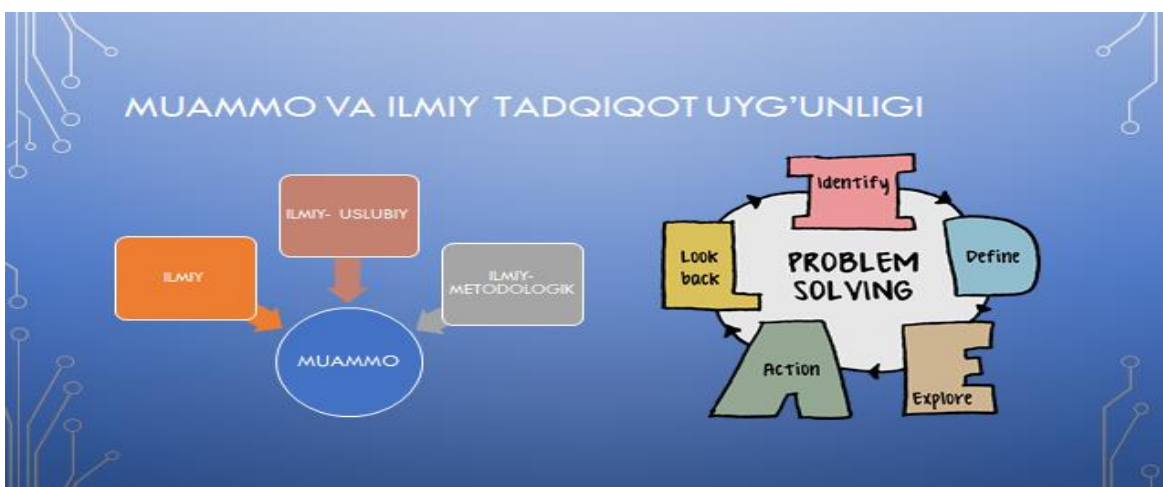 MUAMMO VA ILMIY TADQIQOT UYG'UNLIGI
ILMIY- USLUBIY
ILMIY
ILMIY-
METODOLOGIK
MUAMMO
Identify
Define
Explore
Action
Look
back
PROBLEM
SOLVING